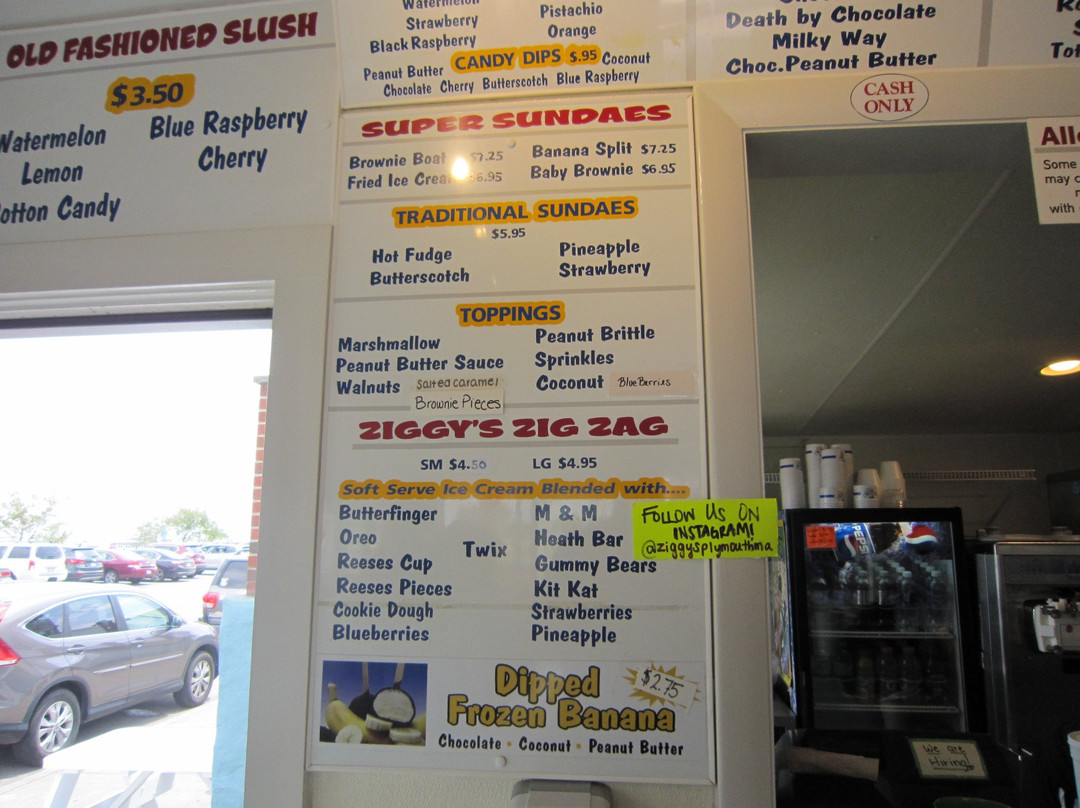 OLD FASHIONED SLUSH
$3.50
Watermelon
Lemon
Cotton Candy
Blue Raspberry
Cherry
Watermelon
Strawberry
Black Raspberry
Pistachio
Orange
CANDY DIPS $.95
Peanut Butter
Coconut
Chocolate Cherry Butterscotch Blue Raspberry
Death by Chocolate
Milky Way
Choc.Peanut Butter
CASH
ONLY
Some
may
with
SUPER SUNDAES
Brownie Boat $7.25
Fried Ice Cream $6.95
Banana Split $7.25
Baby Brownie $6.95
TRADITIONAL SUNDAES
$5.95
Hot Fudge
Butterscotch
Pineapple
Strawberry
TOPPINGS
Marshmallow
Peanut Butter Sauce
Walnuts
Salted caramel
Brownie Pieces
Peanut Brittle
Sprinkles
Coconut
BlueBerries
ZIGGY'S ZIG ZAG
SM $4.50 LG $4.95
Soft Serve Ice Cream Blended with....
Butterfinger
Oreo
Reeses Cup
Reeses Pieces
Cookie Dough
Blueberries
Twix
M & M
Heath Bar
Gummy Bears
Kit Kat
Strawberries
Pineapple
FOLLOW US ON
INSTAGRAM!
@ziggysplymouthma
Dipped
Frozen Banana
$2.75
Chocolate • Coconut • Peanut Butter
PEPSI
We are
Hiring!